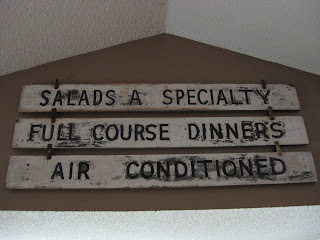 SALADS A SPECIALTY
FULL COURSE DINNERS
AIR CONDITIONED